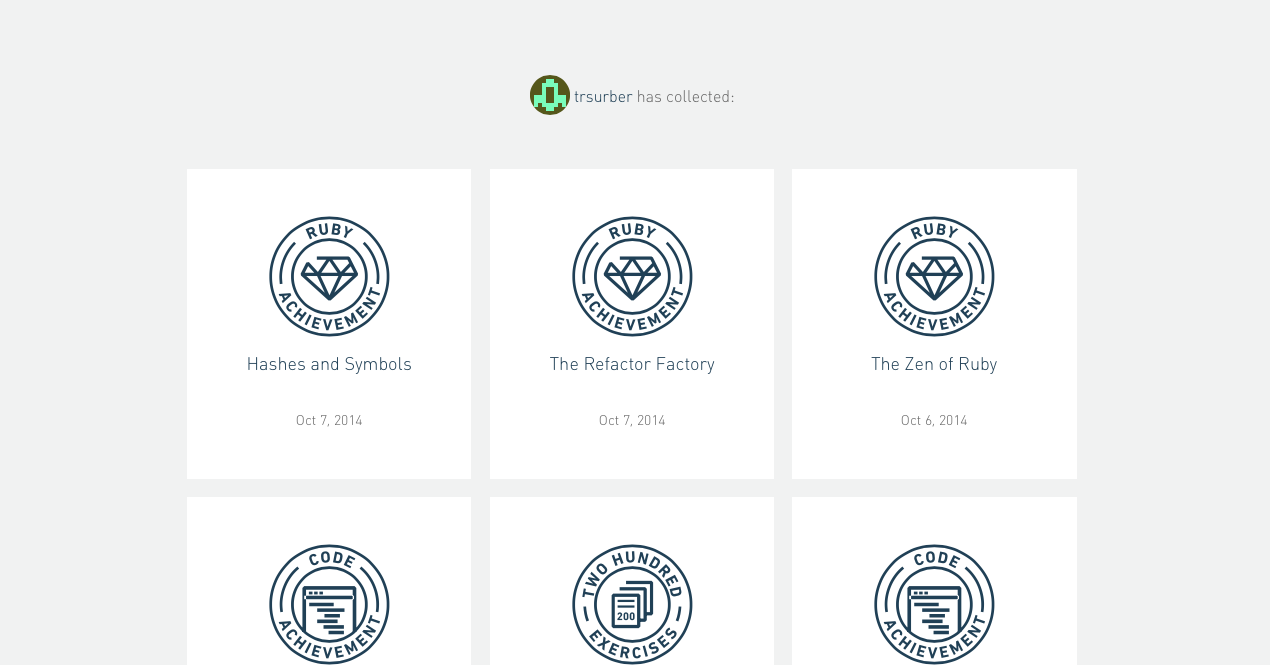 trsurber has collected:
RUBY ACHIEVEMENT
RUBY ACHIEVEMENT
RUBY ACHIEVEMENT
Hashes and Symbols
The Refactor Factory
The Zen of Ruby
Oct 7, 2014
Oct 7, 2014
Oct 6, 2014
CODE ACHIEVEMENT
TWO HUNDRED EXERCISES
200
CODE ACHIEVEMENT